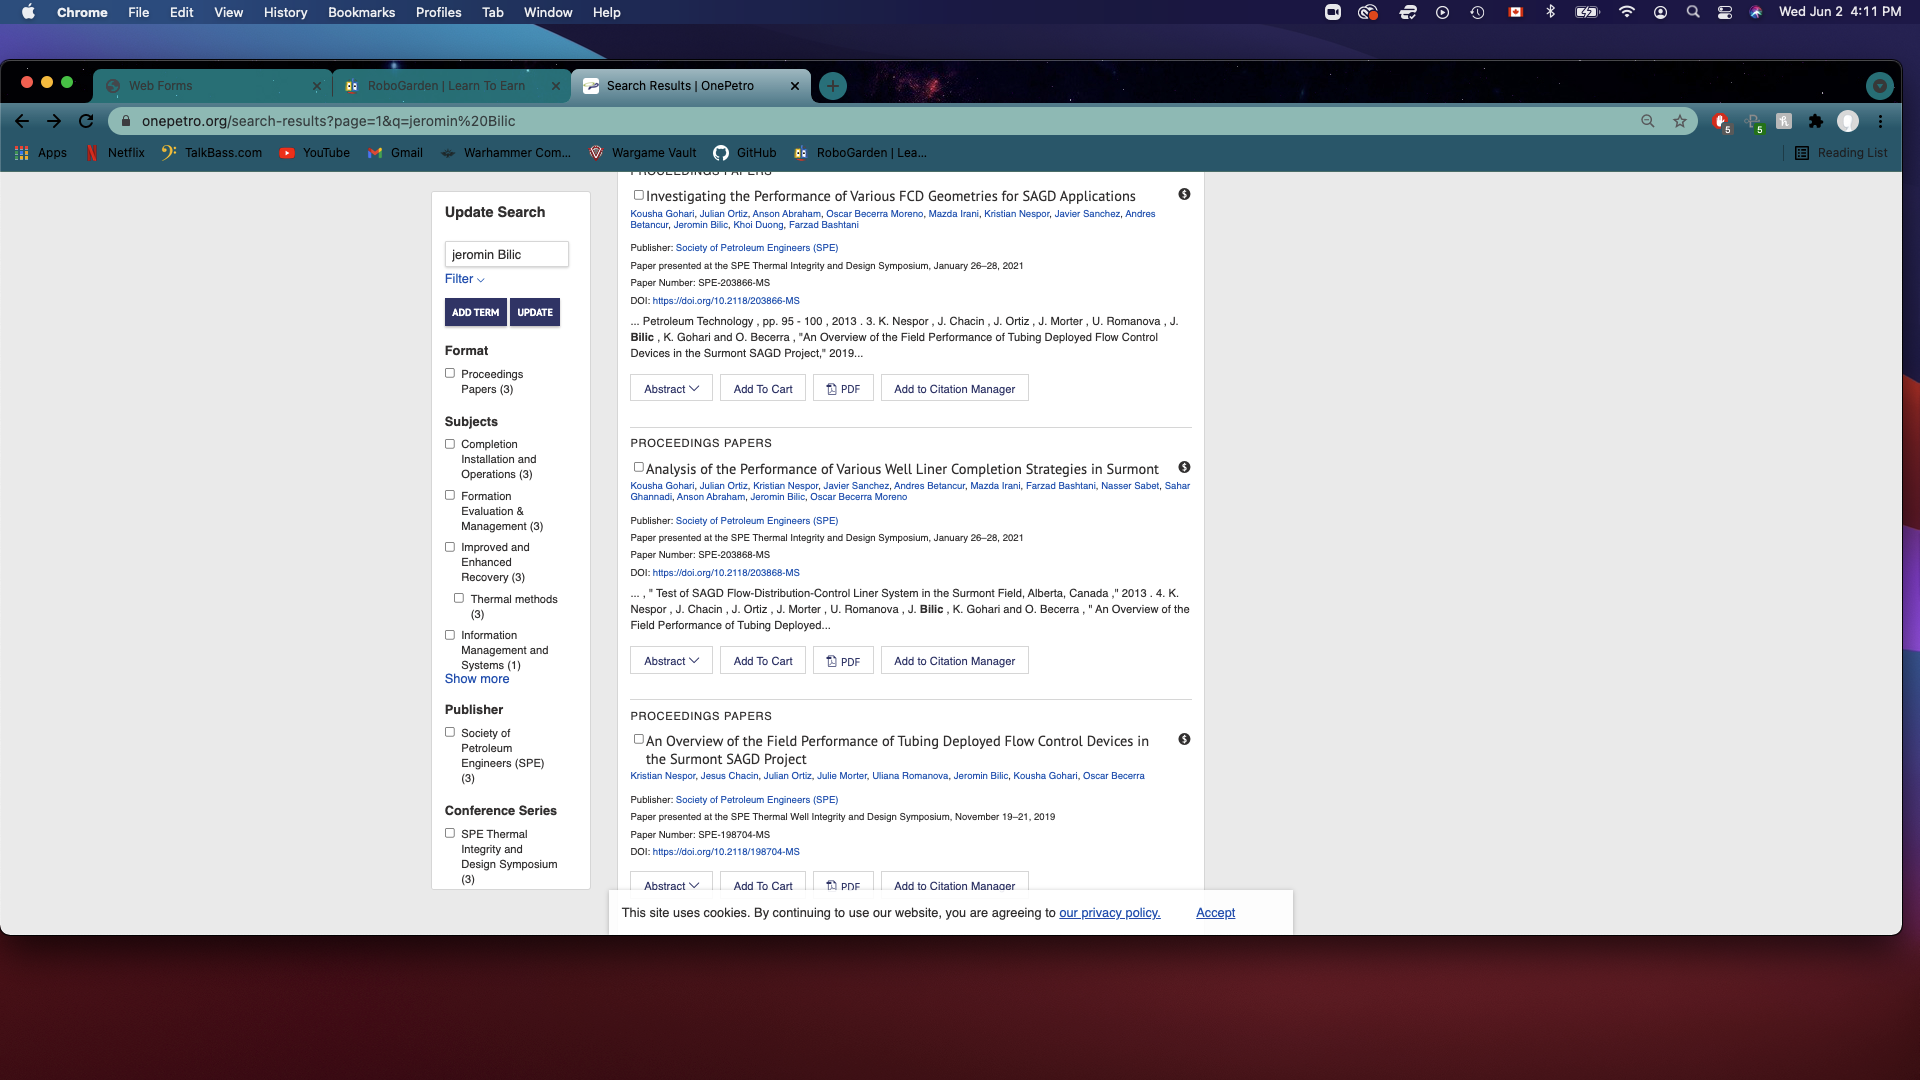 Chrome File Edit View History Bookmarks Profiles Tab Window Help Wed Jun 2 4:11 PM
Web Forms
RoboGarden | Learn To Earn
Search Results | OnePetro
onepetro.org/search-results?page=1&q=jeromin%20Bilic
5
5
Apps Netflix TalkBass.com YouTube Gmail Warhammer Com... Wargame Vault GitHub RoboGarden | Lea... Reading List
Update Search
jeromin Bilic
Filter
ADD TERM UPDATE
Format
Proceedings
Papers (3)
Subjects
Completion
Installation and
Operations (3)
Formation
Evaluation &
Management (3)
Improved and
Enhanced
Recovery (3)
Thermal methods
(3)
Information
Management and
Systems (1)
Show more
Publisher
Society of
Petroleum
Engineers (SPE)
(3)
Conference Series
SPE Thermal
Integrity and
Design Symposium
(3)
PROCEEDINGS PAPERS
Investigating the Performance of Various FCD Geometries for SAGD Applications
Kousha Gohari, Julian Ortiz, Anson Abraham, Oscar Becerra Moreno, Mazda Irani, Kristian Nespor, Javier Sanchez, Andres
Betancur, Jeromin Bilic, Khoi Duong, Farzad Bashtani
Publisher: Society of Petroleum Engineers (SPE)
Paper presented at the SPE Thermal Integrity and Design Symposium, January 26–28, 2021
Paper Number: SPE-203866-MS
DOI: https://doi.org/10.2118/203866-MS
... Petroleum Technology , pp. 95 - 100 , 2013 . 3. K. Nespor , J. Chacin , J. Ortiz , J. Morter , U. Romanova , J.
Bilic , K. Gohari and O. Becerra , "An Overview of the Field Performance of Tubing Deployed Flow Control
Devices in the Surmont SAGD Project," 2019...
Abstract Add To Cart PDF Add to Citation Manager
PROCEEDINGS PAPERS
Analysis of the Performance of Various Well Liner Completion Strategies in Surmont
Kousha Gohari, Julian Ortiz, Kristian Nespor, Javier Sanchez, Andres Betancur, Mazda Irani, Farzad Bashtani, Nasser Sabet, Sahar
Ghannadi, Anson Abraham, Jeromin Bilic, Oscar Becerra Moreno
Publisher: Society of Petroleum Engineers (SPE)
Paper presented at the SPE Thermal Integrity and Design Symposium, January 26–28, 2021
Paper Number: SPE-203868-MS
DOI: https://doi.org/10.2118/203868-MS
... , " Test of SAGD Flow-Distribution-Control Liner System in the Surmont Field, Alberta, Canada ," 2013 . 4. K.
Nespor , J. Chacin , J. Ortiz , J. Morter , U. Romanova , J. Bilic , K. Gohari and O. Becerra , " An Overview of the
Field Performance of Tubing Deployed...
Abstract Add To Cart PDF Add to Citation Manager
PROCEEDINGS PAPERS
An Overview of the Field Performance of Tubing Deployed Flow Control Devices in
the Surmont SAGD Project
Kristian Nespor, Jesus Chacin, Julian Ortiz, Julie Morter, Uliana Romanova, Jeromin Bilic, Kousha Gohari, Oscar Becerra
Publisher: Society of Petroleum Engineers (SPE)
Paper presented at the SPE Thermal Well Integrity and Design Symposium, November 19–21, 2019
Paper Number: SPE-198704-MS
DOI: https://doi.org/10.2118/198704-MS
Abstract Add To Cart PDF Add to Citation Manager
This site uses cookies. By continuing to use our website, you are agreeing to our privacy policy. Accept